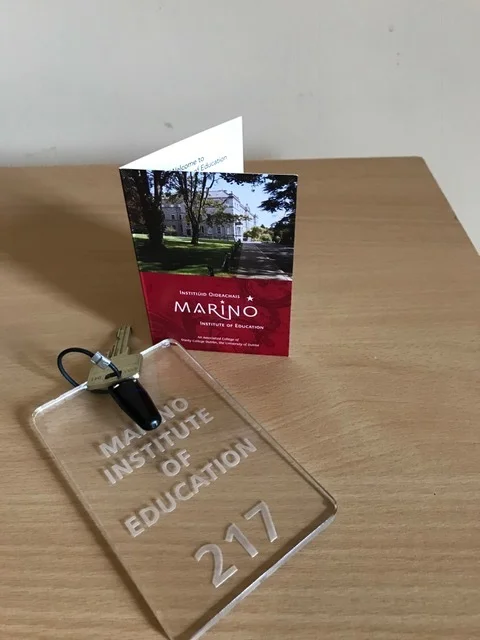 Welcome to
of Education
INSTITIÚID OIDEACHAIS
MARINO
INSTITUTE OF EDUCATION
An Associated College of
Trinity College Dublin, the University of Dublin
MARINO
INSTITUTE
OF
EDUCATION
217